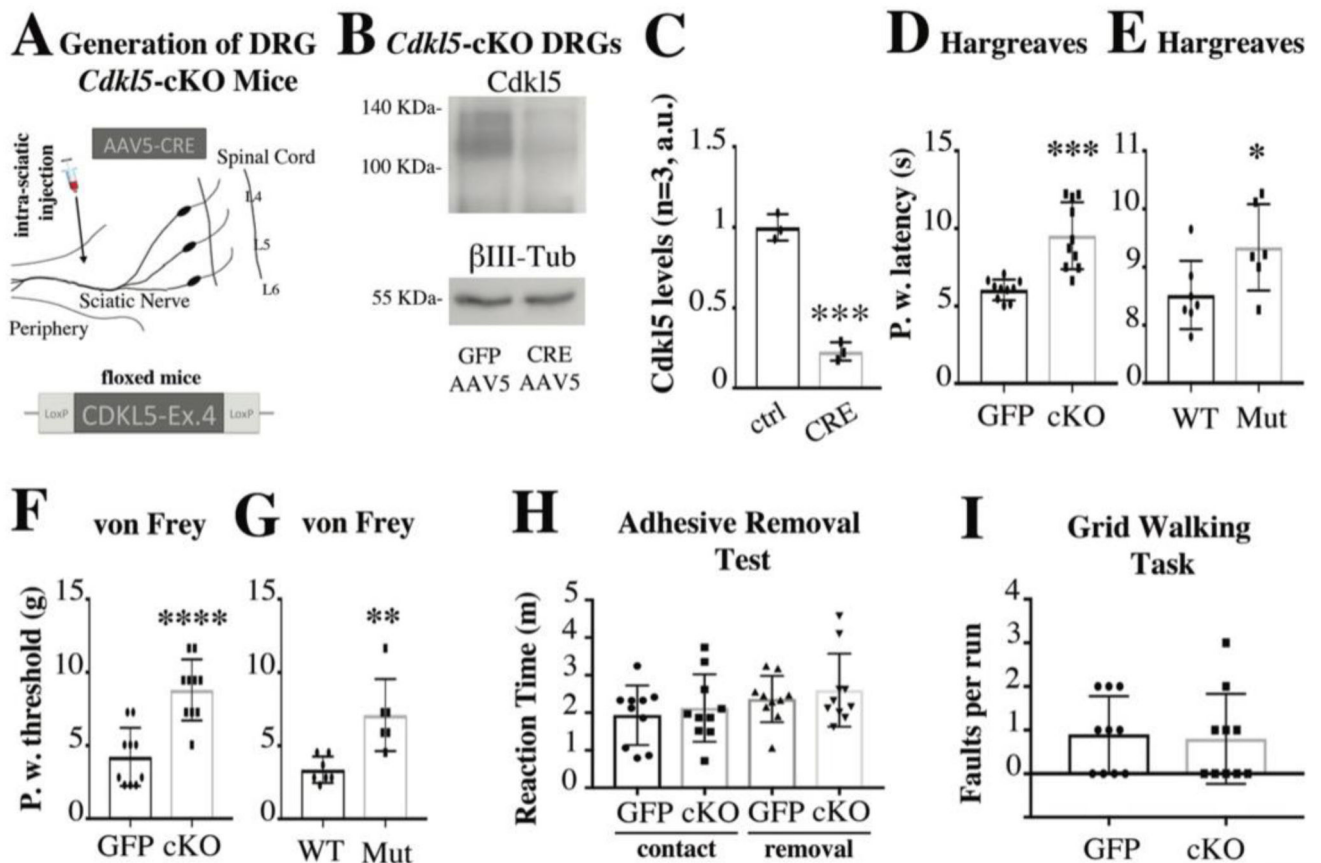 A Generation of DRG
Cdkl5-cKO Mice
intra-sciatic
injection
AAV5-CRE
Spinal Cord
L4
L5
L6
Sciatic Nerve
Periphery
floxed mice
LoxP CDKL5-Ex.4 LoxP
B Cdkl5-cKO DRGs
Cdkl5
140 KDa-
100 KDa-
βIII-Tub
55 KDa-
GFP CRE
AAV5 AAV5
C
Cdkl5 levels (n=3, a.u.)
1.5
1
0.5
0
***
ctrl CRE
D Hargreaves
P. w. latency (s)
15
10
5
0
***
GFP cKO
E Hargreaves
11
10
9
8
0
*
WT Mut
F von Frey
P. w. threshold (g)
15
10
5
0
****
GFP cKO
G von Frey
15
10
5
0
**
WT Mut
H Adhesive Removal
Test
Reaction Time (m)
5
4
3
2
1
0
GFP cKO GFP cKO
contact removal
I Grid Walking
Task
Faults per run
4
3
2
1
0
GFP cKO